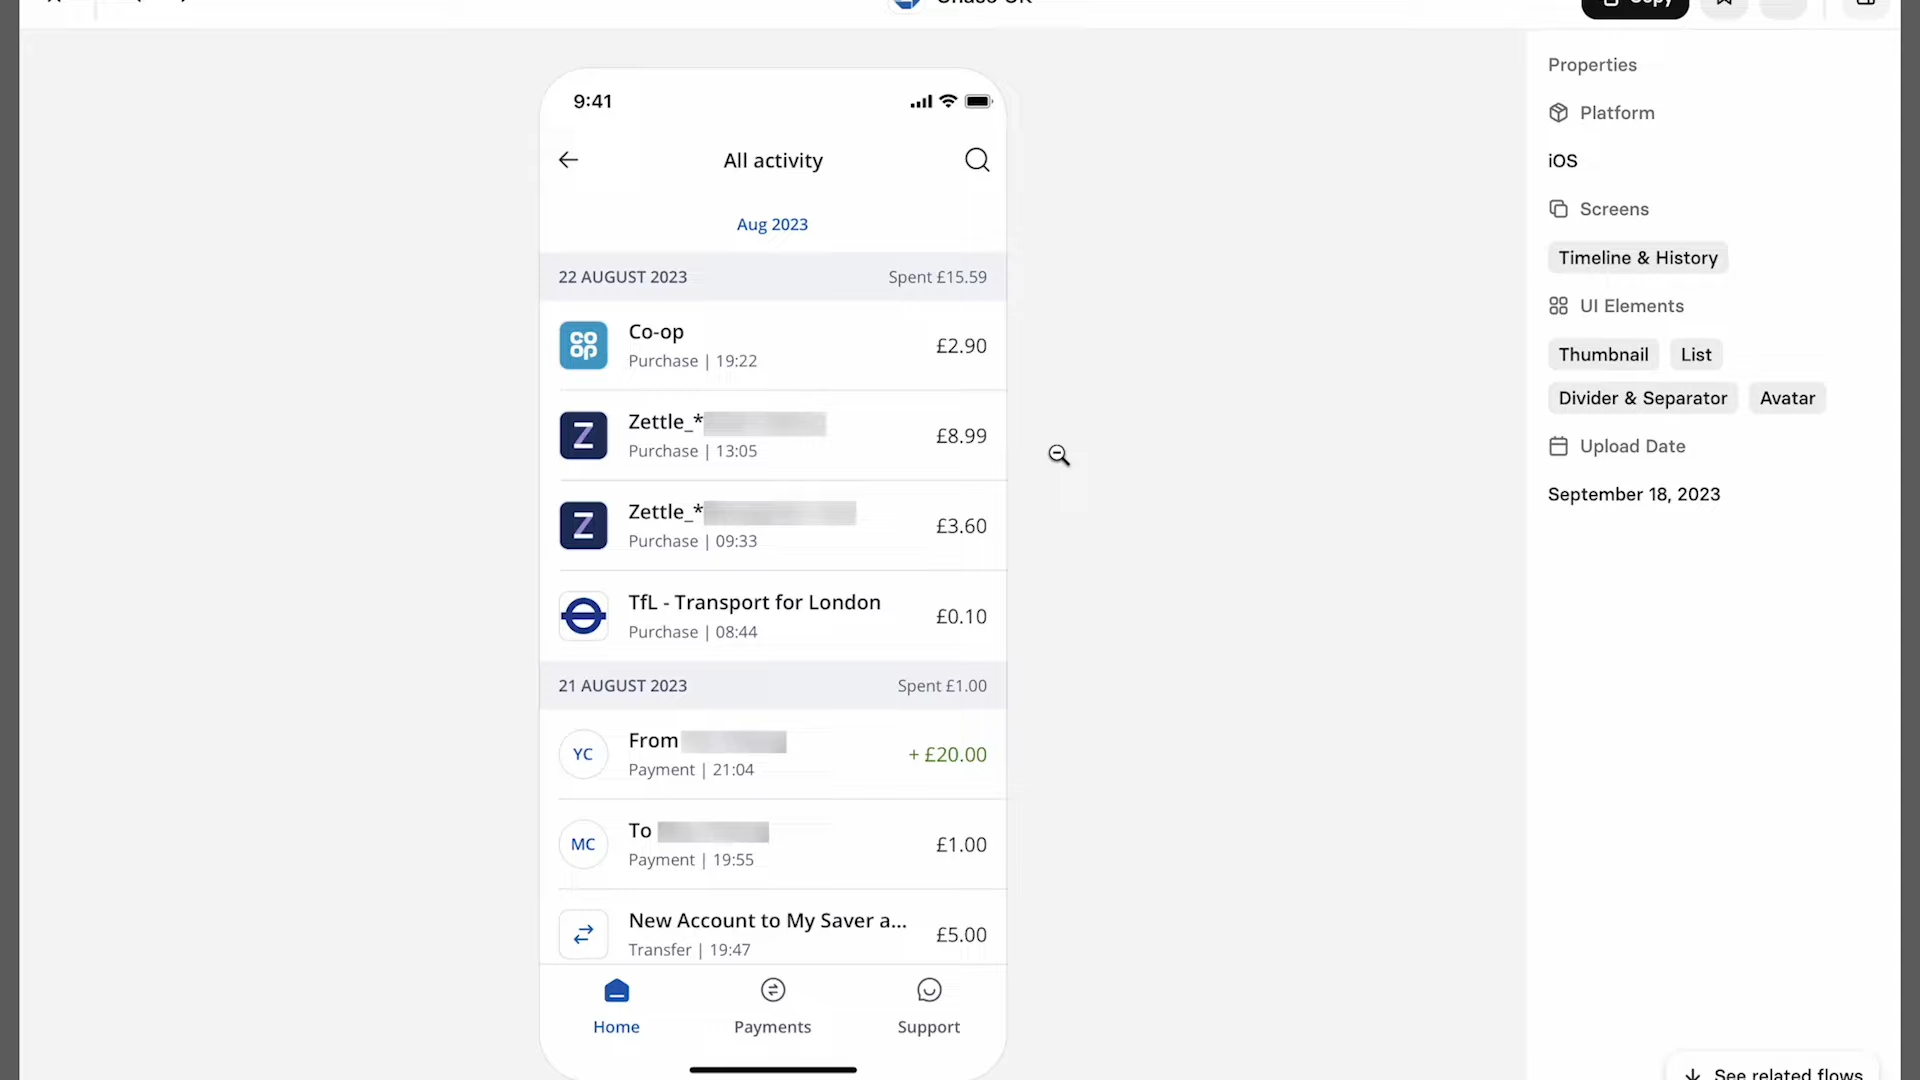 9:41
All activity
Aug 2023
22 AUGUST 2023 Spent £15.59
co
op
Co-op
Purchase | 19:22
£2.90
Z
Zettle_*
Purchase | 13:05
£8.99
Z
Zettle_*
Purchase | 09:33
£3.60
TfL - Transport for London
Purchase | 08:44
£0.10
21 AUGUST 2023 Spent £1.00
YC
From
Payment | 21:04
+ £20.00
MC
To
Payment | 19:55
£1.00
New Account to My Saver a...
Transfer | 19:47
£5.00
Home Payments Support
Copy
Properties
Platform
iOS
Screens
Timeline & History
UI Elements
Thumbnail List
Divider & Separator Avatar
Upload Date
September 18, 2023
See related flows